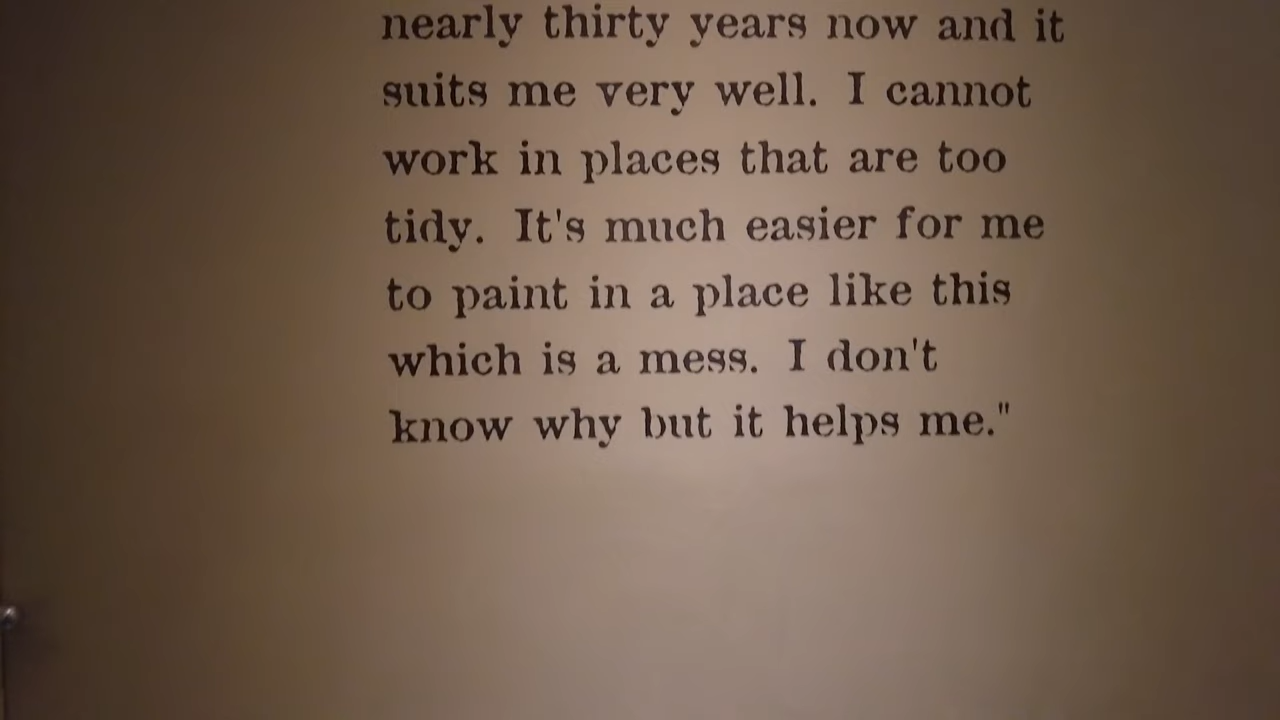 nearly thirty years now and it
suits me very well. I cannot
work in places that are too
tidy. It's much easier for me
to paint in a place like this
which is a mess. I don't
know why but it helps me."